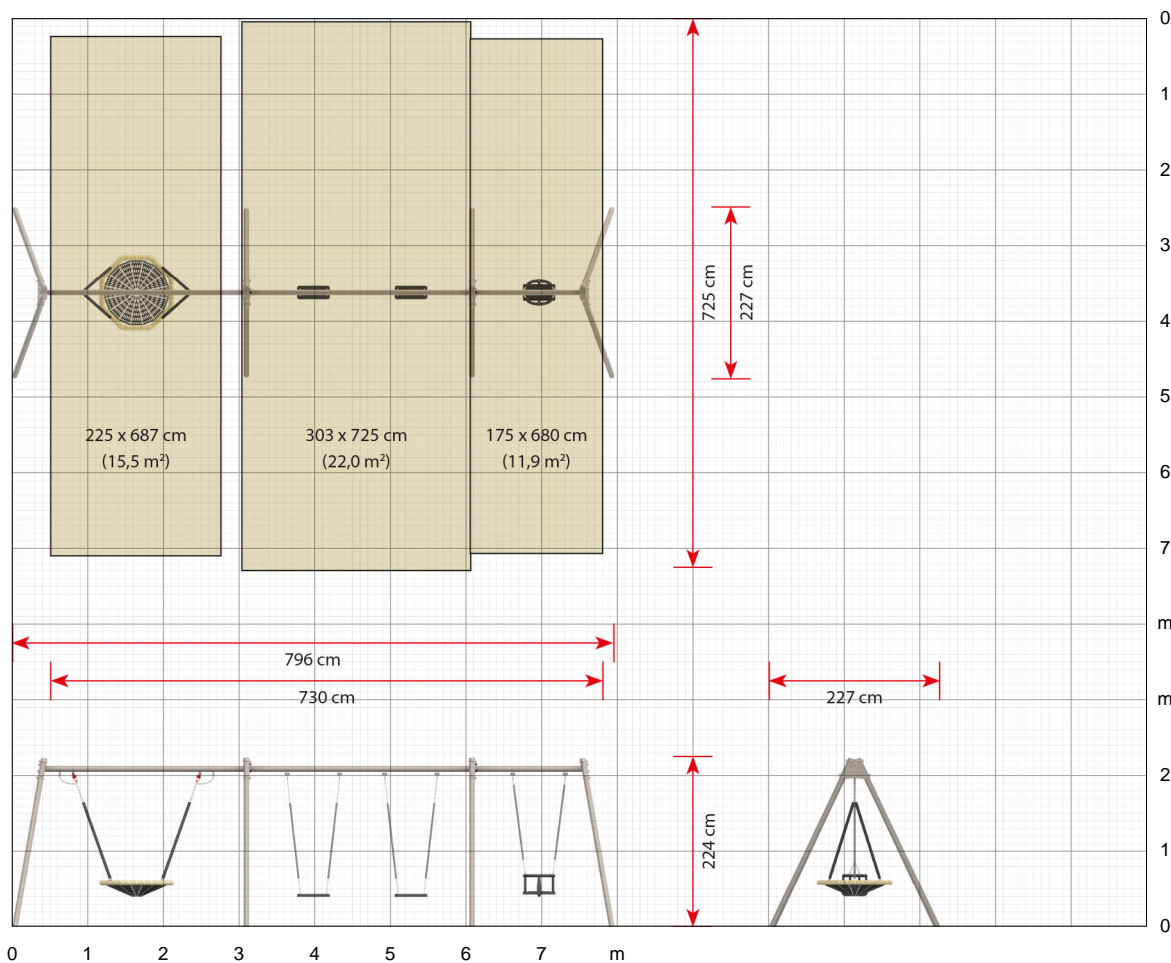 0
1
2
3
4
5
6
7
m
m
2
1
0
725 cm
227 cm
225 x 687 cm
(15,5 m²)
303 x 725 cm
(22,0 m²)
175 x 680 cm
(11,9 m²)
796 cm
730 cm
227 cm
224 cm
0 1 2 3 4 5 6 7 m